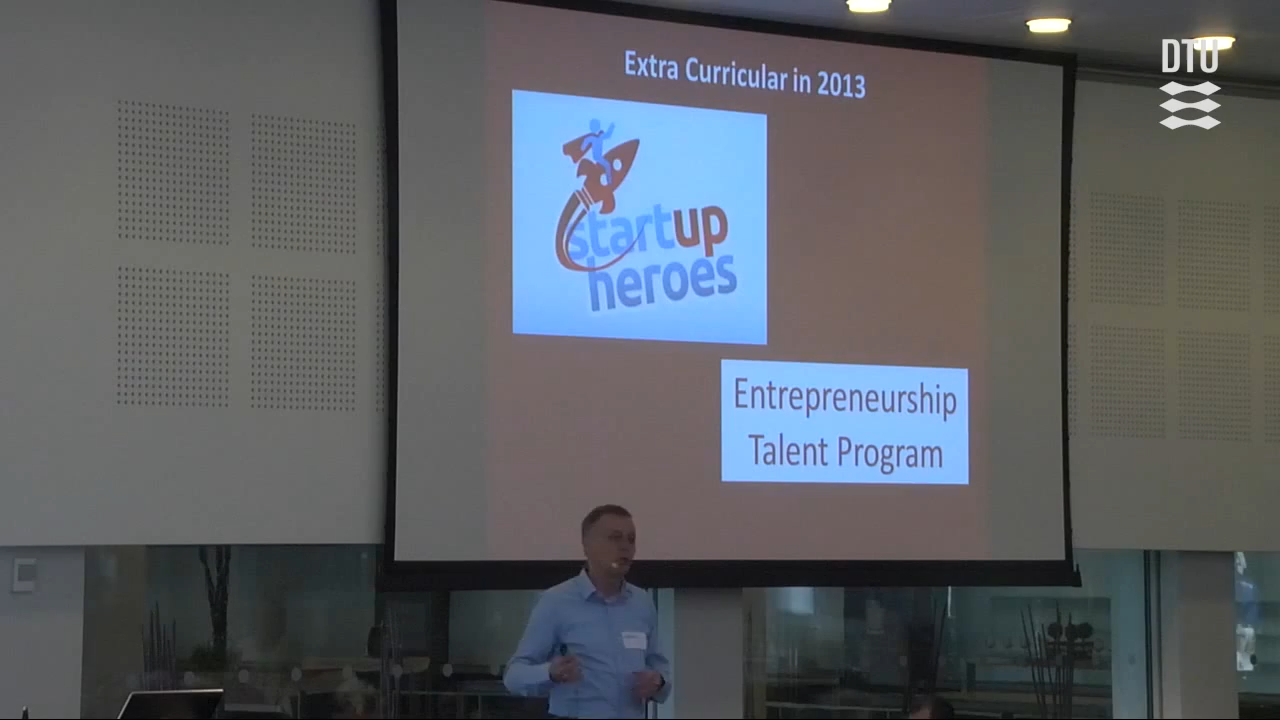 Extra Curricular in 2013
DTU
startup
heroes
Entrepreneurship
Talent Program